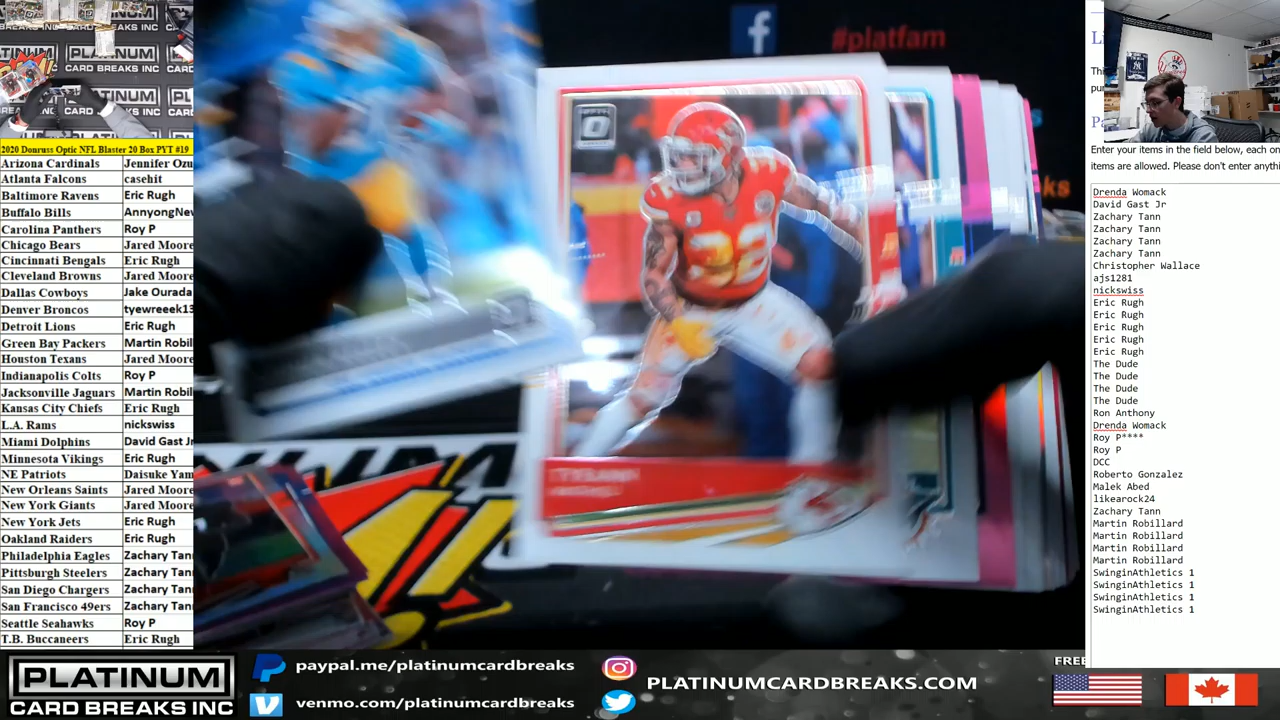 PLATINUM
CARD BREAKS INC
2020 Donruss Optic NFL Blaster 20 Box PYT #19
Arizona Cardinals Jennifer Ozu
Atlanta Falcons casehit
Baltimore Ravens Eric Rugh
Buffalo Bills AnnyongNew
Carolina Panthers Roy P
Chicago Bears Jared Moore
Cincinnati Bengals Eric Rugh
Cleveland Browns Jared Moore
Dallas Cowboys Jake Ourada
Denver Broncos tyewreeek13
Detroit Lions Eric Rugh
Green Bay Packers Martin Robil
Houston Texans Jared Moore
Indianapolis Colts Roy P
Jacksonville Jaguars Martin Robil
Kansas City Chiefs Eric Rugh
L.A. Rams nickswiss
Miami Dolphins David Gast Jr
Minnesota Vikings Eric Rugh
NE Patriots Daisuke Yam
New Orleans Saints Jared Moore
New York Giants Jared Moore
New York Jets Eric Rugh
Oakland Raiders Eric Rugh
Philadelphia Eagles Zachary Tann
Pittsburgh Steelers Zachary Tann
San Diego Chargers Zachary Tann
San Francisco 49ers Zachary Tann
Seattle Seahawks Roy P
T.B. Buccaneers Eric Rugh
#platfam
32
Enter your items in the field below, each on
items are allowed. Please don't enter anythi
Drenda Womack
David Gast Jr
Zachary Tann
Zachary Tann
Zachary Tann
Zachary Tann
Christopher Wallace
ajs1281
nickswiss
Eric Rugh
Eric Rugh
Eric Rugh
Eric Rugh
Eric Rugh
The Dude
The Dude
The Dude
The Dude
Ron Anthony
Drenda Womack
Roy P****
Roy P
DCC
Roberto Gonzalez
Malek Abed
likearock24
Zachary Tann
Martin Robillard
Martin Robillard
Martin Robillard
Martin Robillard
SwinginAthletics 1
SwinginAthletics 1
SwinginAthletics 1
SwinginAthletics 1
PLATINUM
CARD BREAKS INC
paypal.me/platinumcardbreaks
venmo.com/platinumcardbreaks
PLATINUMCARDBREAKS.COM
FREE